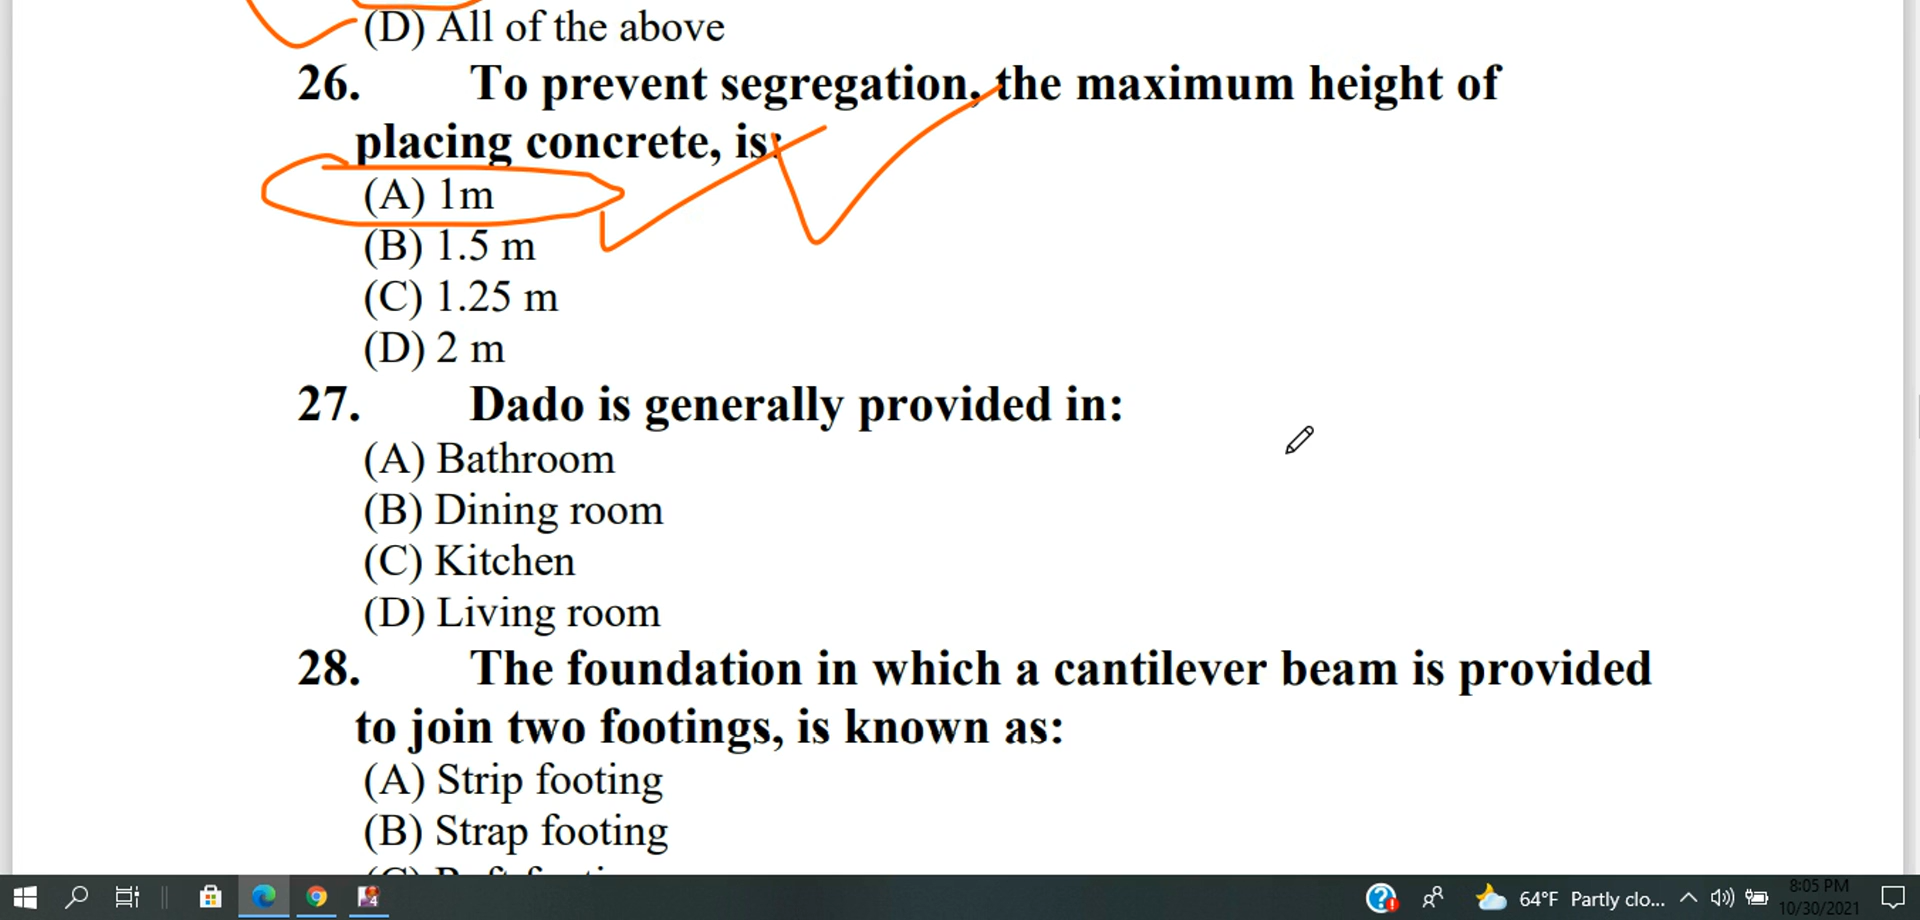 (D) All of the above
26. To prevent segregation, the maximum height of
placing concrete, is:
(A) 1m
(B) 1.5 m
(C) 1.25 m
(D) 2 m
27. Dado is generally provided in:
(A) Bathroom
(B) Dining room
(C) Kitchen
(D) Living room
28. The foundation in which a cantilever beam is provided
to join two footings, is known as:
(A) Strip footing
(B) Strap footing
64°F Partly clo...
8:05 PM
10/30/2021